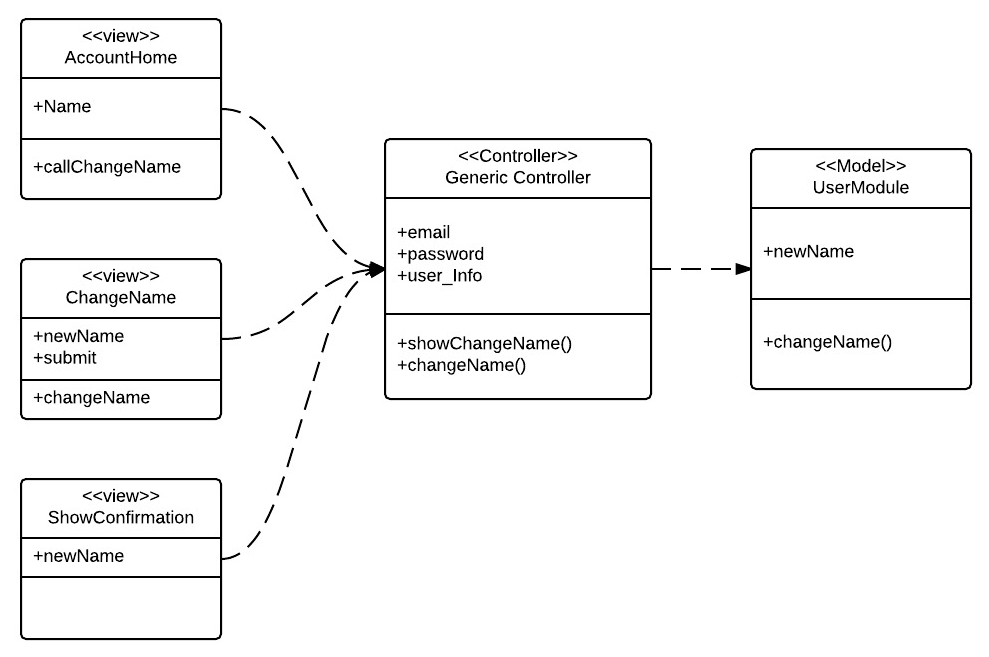 <<view>>
AccountHome
+Name
+callChangeName
<<view>>
ChangeName
+newName
+submit
+changeName
<<view>>
ShowConfirmation
+newName
<<Controller>>
Generic Controller
+email
+password
+user_Info
+showChangeName()
+changeName()
<<Model>>
UserModule
+newName
+changeName()